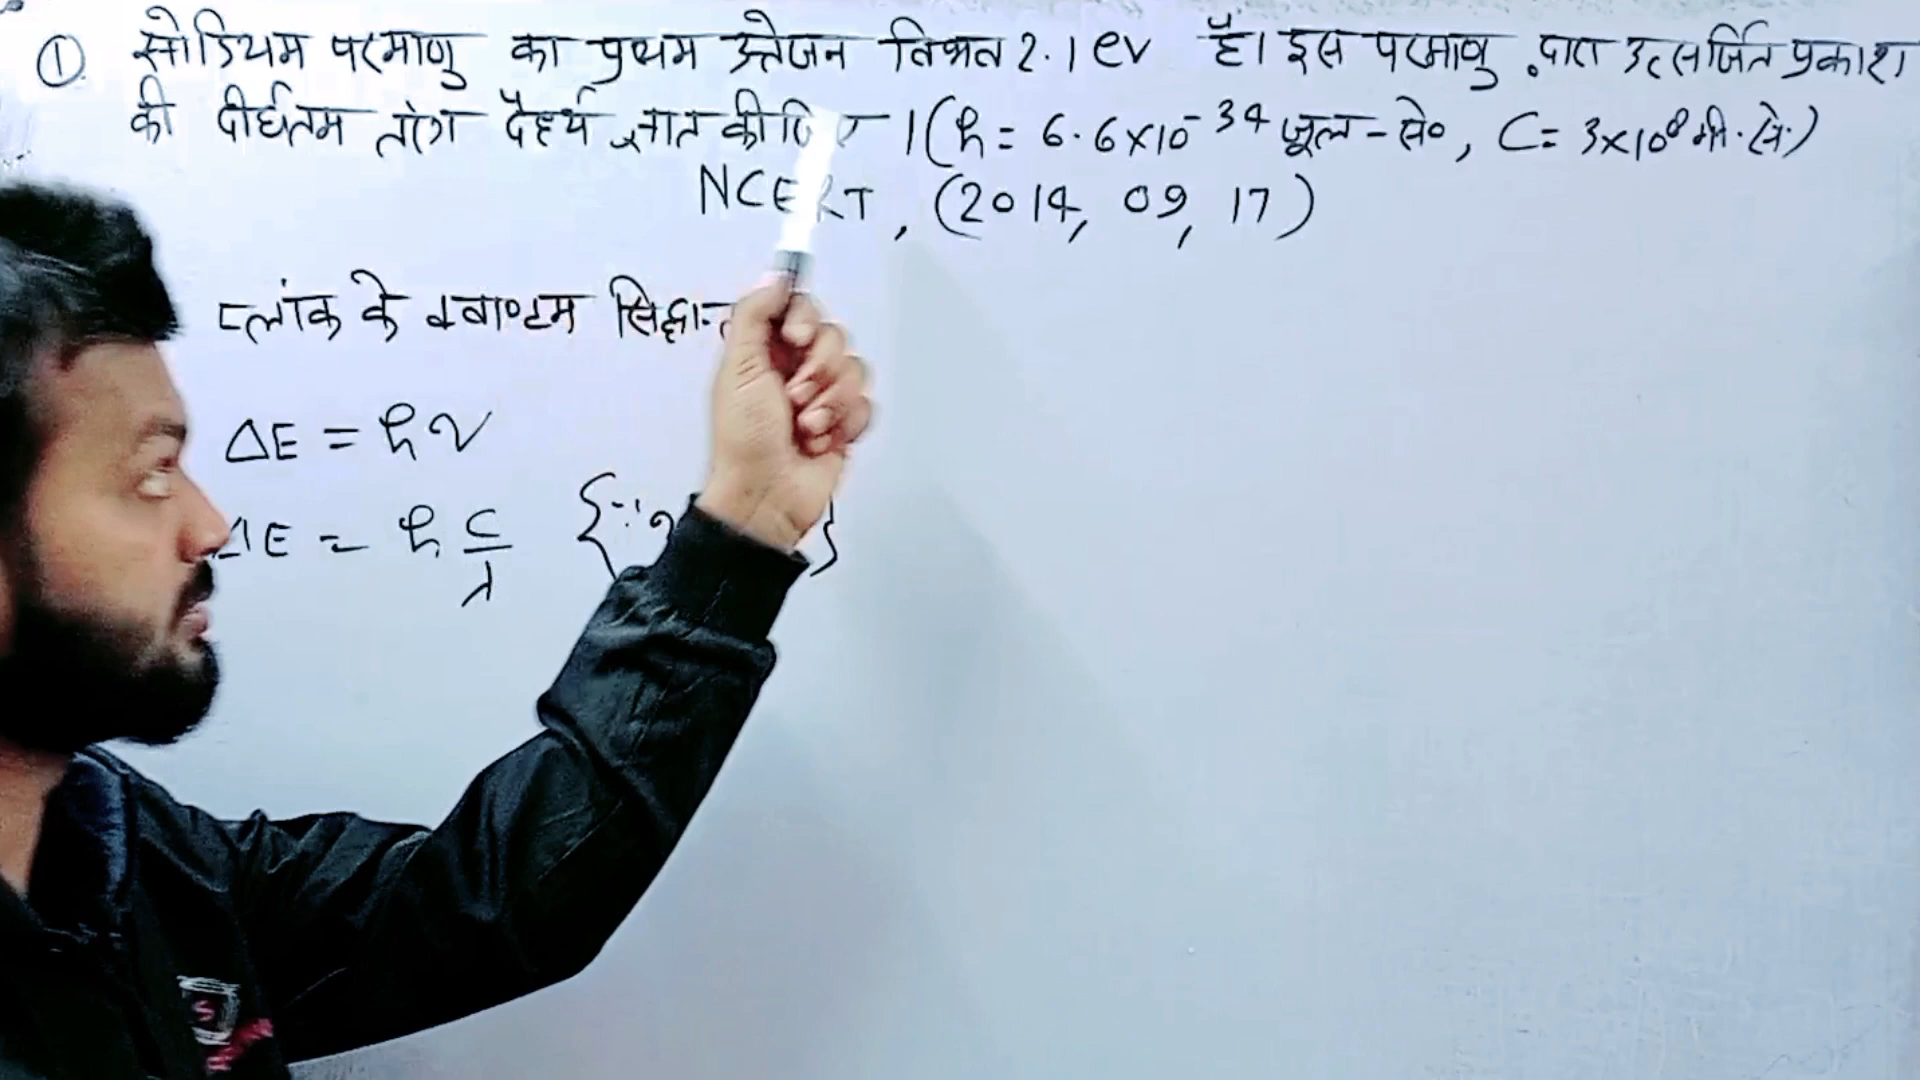 ① सोडियम परमाणु का प्रथम उत्तेजन विभव 2.1 eV है। इस परमाणु द्वारा उत्सर्जित प्रकाश
की दीर्घतम तरंग दैर्ध्य ज्ञात कीजिए । (h = 6.6×10⁻³⁴ जूल-से०, C = 3×10⁸ मी.से.)
NCERT, (2014, 09, 17)
प्लांक के क्वाण्टम सिद्धान्त
ΔE = hν
ΔE = h c/λ {∵ν }